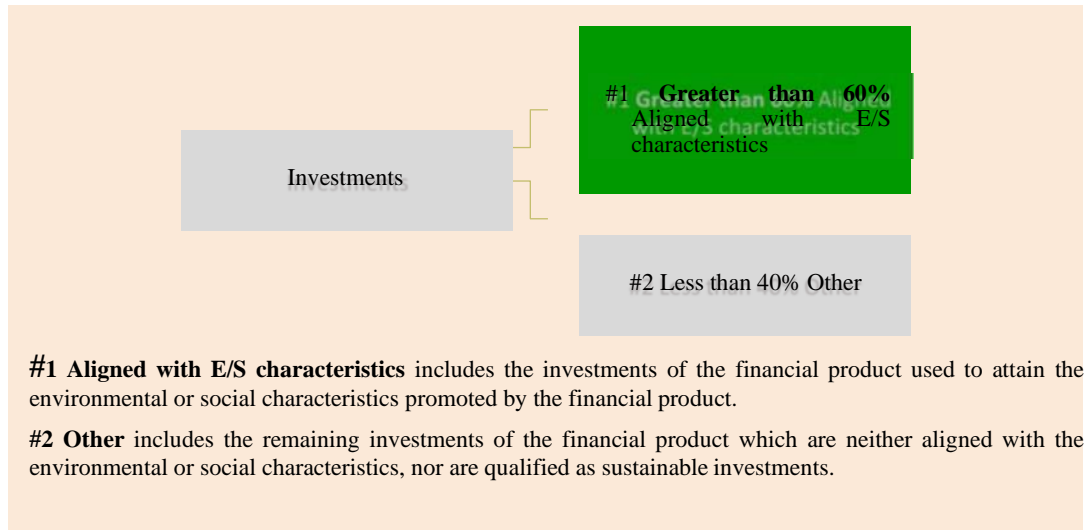 #1 Greater than 60%
Aligned with E/S
characteristics
Investments
#2 Less than 40% Other
#1 Aligned with E/S characteristics includes the investments of the financial product used to attain the
environmental or social characteristics promoted by the financial product.
#2 Other includes the remaining investments of the financial product which are neither aligned with the
environmental or social characteristics, nor are qualified as sustainable investments.